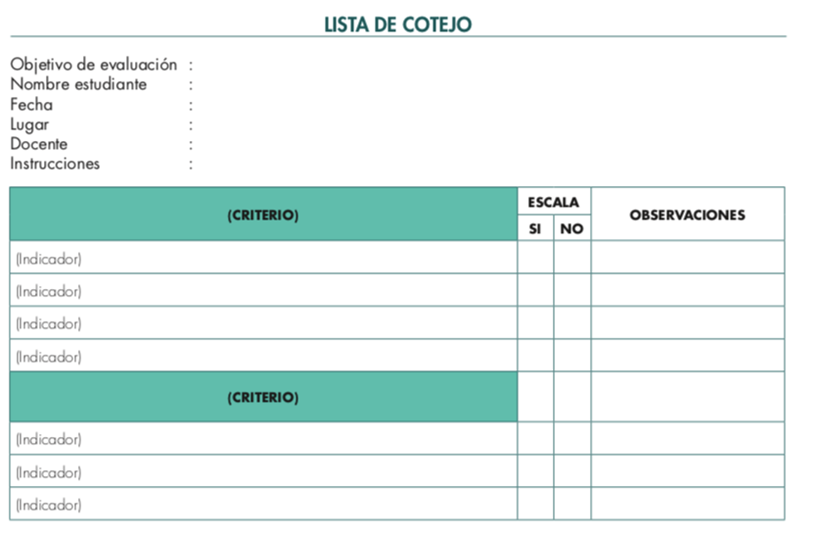 LISTA DE COTEJO
Objetivo de evaluación :
Nombre estudiante :
Fecha :
Lugar :
Docente :
Instrucciones :
(CRITERIO) ESCALA OBSERVACIONES
SI NO
(Indicador)
(Indicador)
(Indicador)
(Indicador)
(CRITERIO)
(Indicador)
(Indicador)
(Indicador)